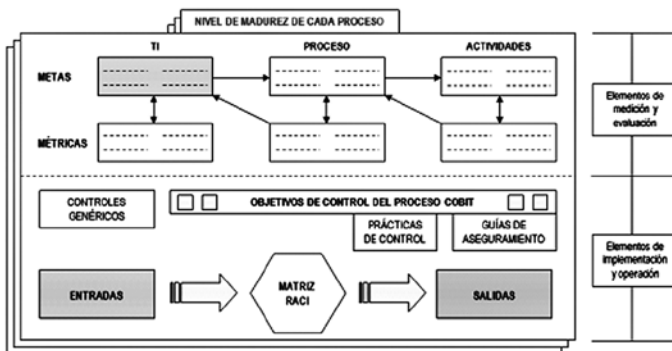 NIVEL DE MADUREZ DE CADA PROCESO
TI
PROCESO
ACTIVIDADES
METAS
MÉTRICAS
Elementos de
medición y
evaluación
CONTROLES
GENÉRICOS
OBJETIVOS DE CONTROL DEL PROCESO COBIT
PRÁCTICAS
DE CONTROL
GUÍAS DE
ASEGURAMIENTO
Elementos de
implementación
y operación
ENTRADAS
MATRIZ
RACI
SALIDAS